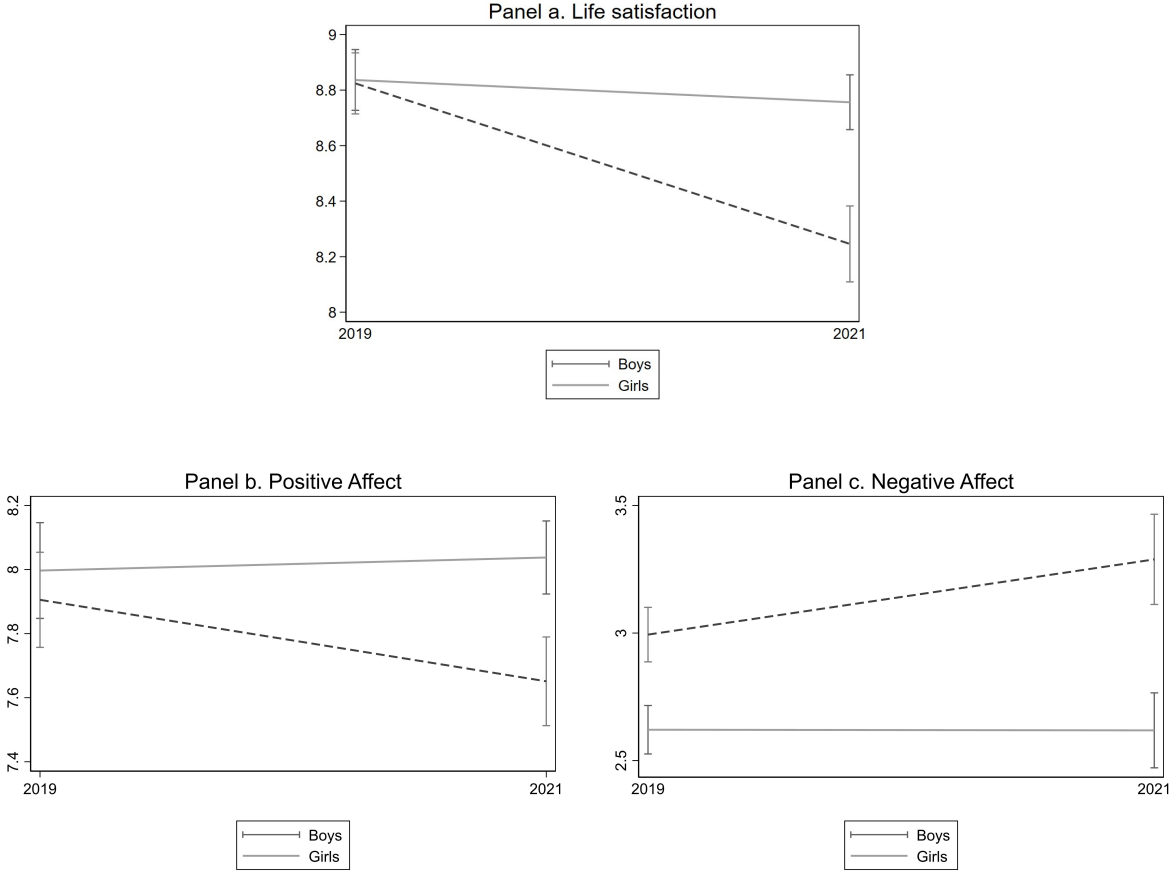 Panel a. Life satisfaction
9
8.8
8.6
8.4
8.2
8
2019 2021
Boys
Girls
Panel b. Positive Affect
8.2
8
7.8
7.6
7.4
2019 2021
Boys
Girls
Panel c. Negative Affect
3.5
3
2.5
2019 2021
Boys
Girls